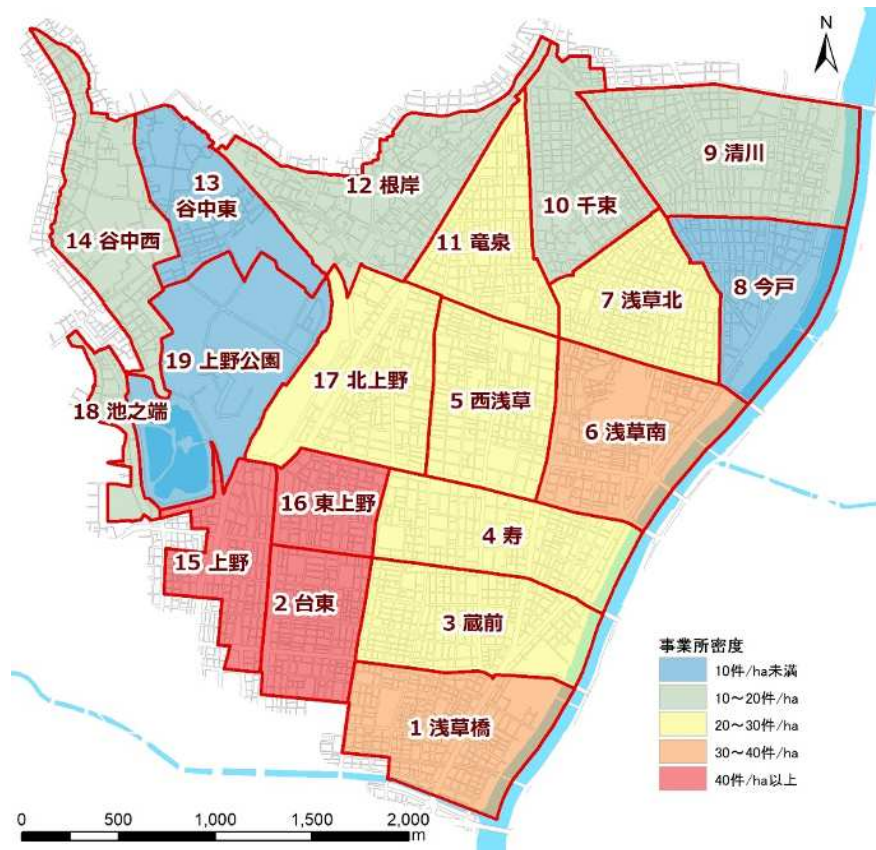 N
9 清川
13
谷中東
12 根岸
10 千束
14 谷中西
11 竜泉
8 今戸
7 浅草北
19 上野公園
17 北上野
5 西浅草
18 池之端
6 浅草南
16 東上野
4 寿
15 上野
2 台東
3 蔵前
1 浅草橋
事業所密度
10件/ha未満
10～20件/ha
20～30件/ha
30～40件/ha
40件/ha以上
0 500 1,000 1,500 2,000
m